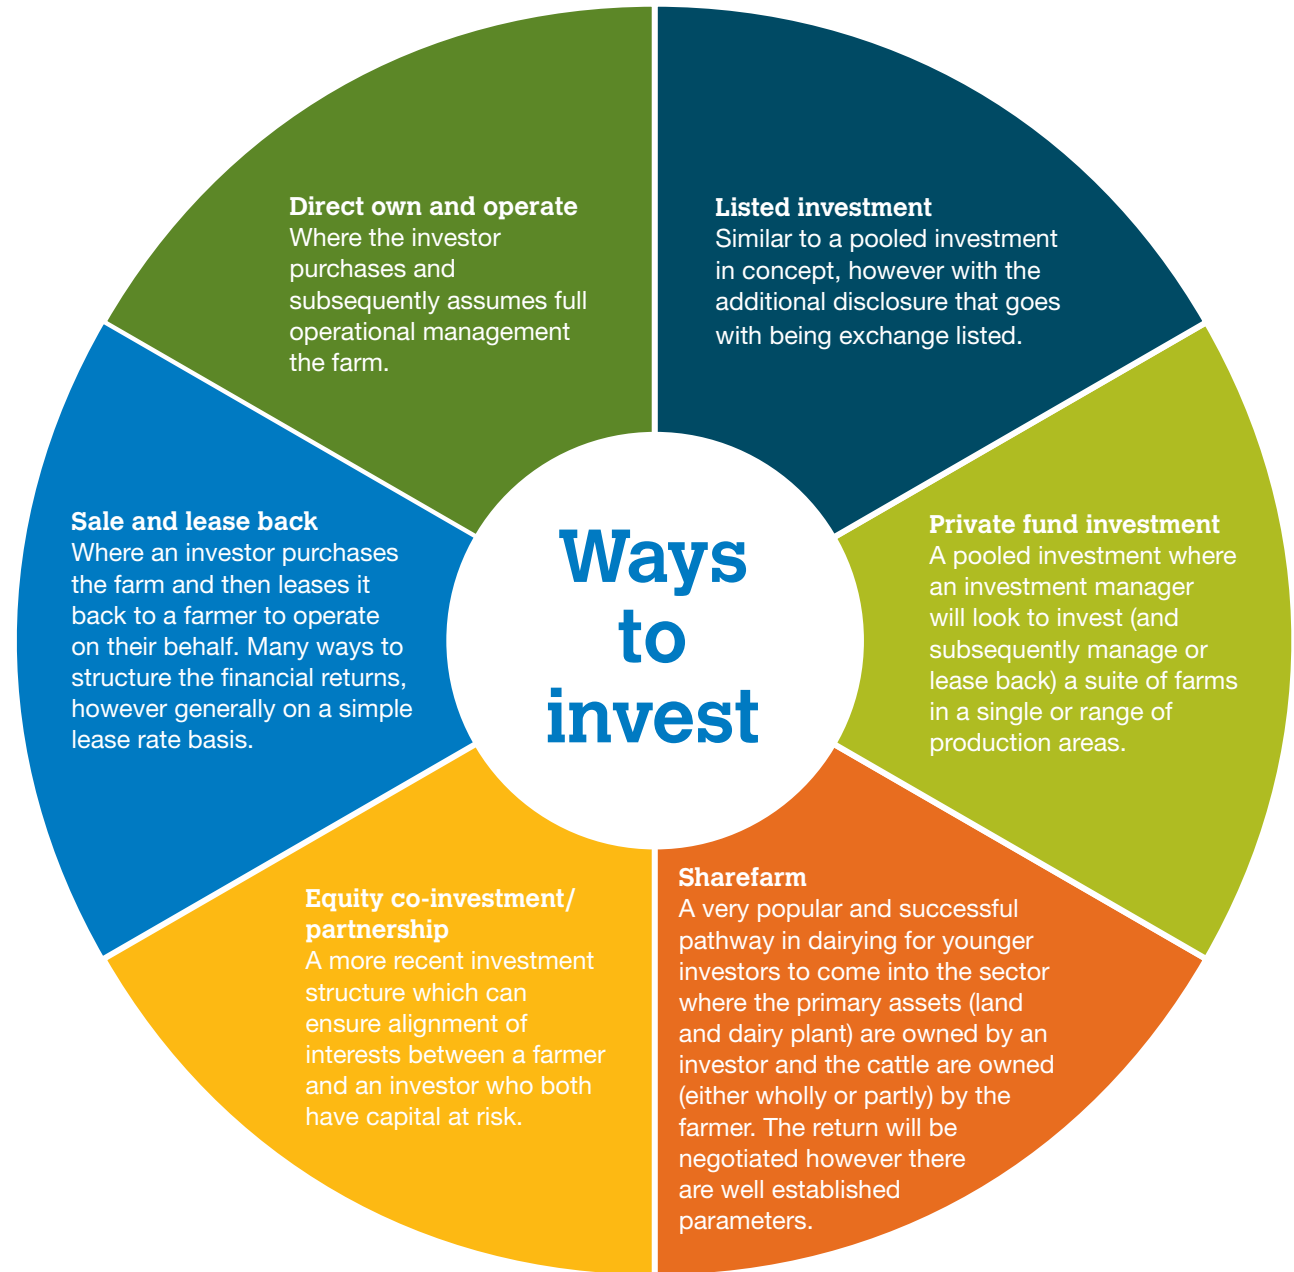 Ways
to
invest
Listed investment
Similar to a pooled investment
in concept, however with the
additional disclosure that goes
with being exchange listed.
Private fund investment
A pooled investment where
an investment manager
will look to invest (and
subsequently manage or
lease back) a suite of farms
in a single or range of
production areas.
Sharefarm
A very popular and successful
pathway in dairying for younger
investors to come into the sector
where the primary assets (land
and dairy plant) are owned by an
investor and the cattle are owned
(either wholly or partly) by the
farmer. The return will be
negotiated however there
are well established
parameters.
Equity co-investment/
partnership
A more recent investment
structure which can
ensure alignment of
interests between a farmer
and an investor who both
have capital at risk.
Sale and lease back
Where an investor purchases
the farm and then leases it
back to a farmer to operate
on their behalf. Many ways to
structure the financial returns,
however generally on a simple
lease rate basis.
Direct own and operate
Where the investor
purchases and
subsequently assumes full
operational management
the farm.